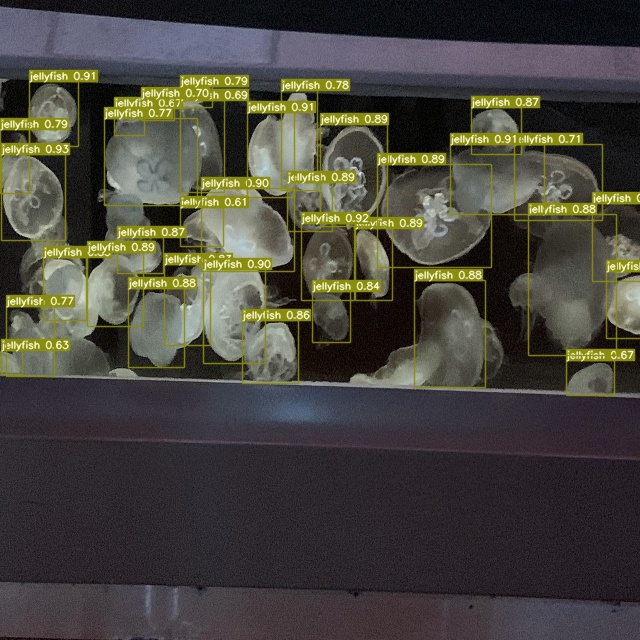 jellyfish 0.91
jellyfish 0.79
jellyfish 0.78
jellyfish 0.70
0.69
jellyfish 0.67
jellyfish 0.87
jellyfish 0.91
jellyfish 0.77
jellyfish 0.89
jellyfish 0.79
jellyfish 0.91
jellyfish 0.71
jellyfish 0.93
jellyfish 0.89
jellyfish 0.89
jellyfish 0.90
jellyfish 0.61
jellyfish 0.88
jellyfish 0.92
0.89
jellyfish 0.87
jellyfish 0.89
jellyfish
jellyfish
jellyfish 0.90
jellyfish
jellyfish 0.88
jellyfish 0.88
jellyfish 0.84
jellyfish 0.77
jellyfish 0.86
jellyfish 0.63
jellyfish 0.67